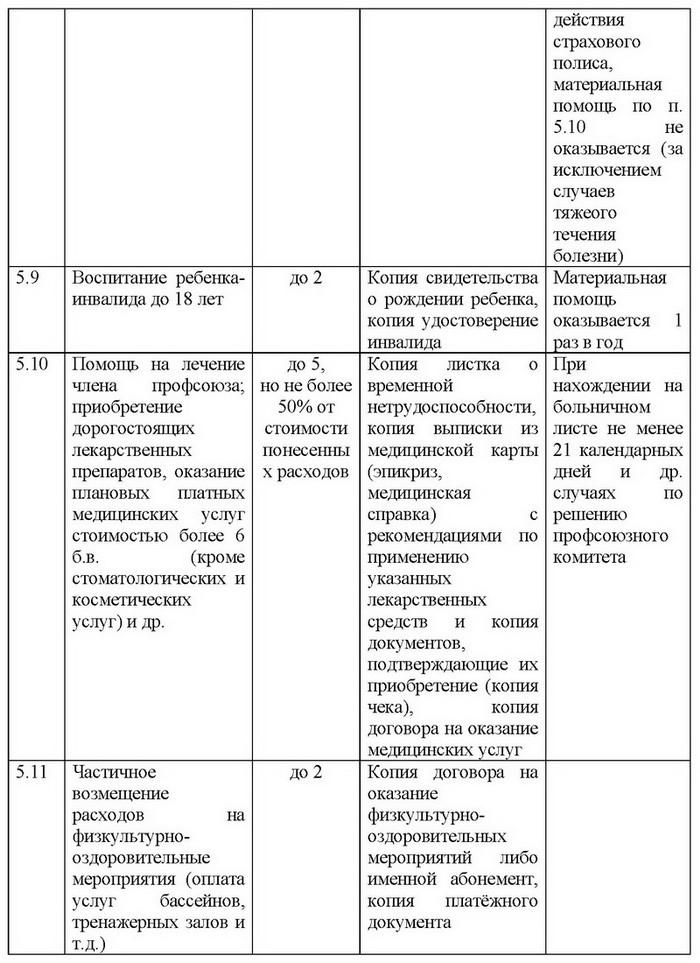 действия
страхового
полиса,
материальная
помощь по п.
5.10 не
оказывается (за
исключением
случаев
тяжеого
течения
болезни)
5.9
Воспитание ребенка-
инвалида до 18 лет
до 2
Копия свидетельства
о рождении ребенка,
копия удостоверение
инвалида
Материальная
помощь
оказывается 1
раз в год
5.10
Помощь на лечение
члена профсоюза;
приобретение
дорогостоящих
лекарственных
препаратов, оказание
плановых платных
медицинских услуг
стоимостью более 6
б.в. (кроме
стоматологических и
косметических
услуг) и др.
до 5,
но не более
50% от
стоимости
понесенны
х расходов
Копия листка о
временной
нетрудоспособности,
копия выписки из
медицинской карты
(эпикриз,
медицинская
справка) с
рекомендациями по
применению
указанных
лекарственных
средств и копия
документов,
подтверждающие их
приобретение (копия
чека), копия
договора на оказание
медицинских услуг
При
нахождении на
больничном
листе не менее
21 календарных
дней и др.
случаях по
решению
профсоюзного
комитета
5.11
Частичное
возмещение
расходов на
физкультурно-
оздоровительные
мероприятия (оплата
услуг бассейнов,
тренажерных залов и
т.д.)
до 2
Копия договора на
оказание
физкультурно-
оздоровительных
мероприятий либо
именной абонемент,
копия платёжного
документа